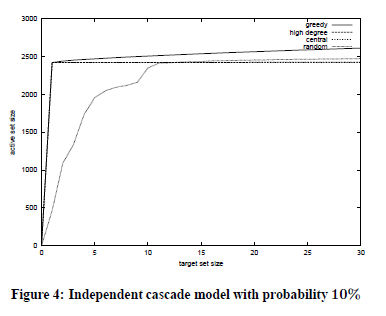 greedy
high degree
central
random
3000
2500
2000
1500
1000
500
0
active set size
0 5 10 15 20 25 30
target set size
Figure 4: Independent cascade model with probability 10%